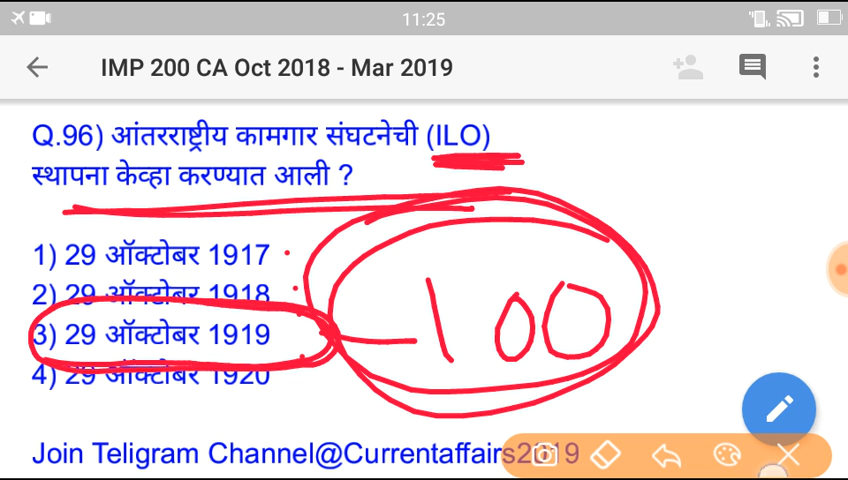 11:25
IMP 200 CA Oct 2018 - Mar 2019
Q.96) आंतरराष्ट्रीय कामगार संघटनेची (ILO)
स्थापना केव्हा करण्यात आली ?
1) 29 ऑक्टोबर 1917
2) 29 ऑक्टोबर 1918
3) 29 ऑक्टोबर 1919
4) 29 ऑक्टोबर 1920
100
Join Teligram Channel@Currentaffairs2019